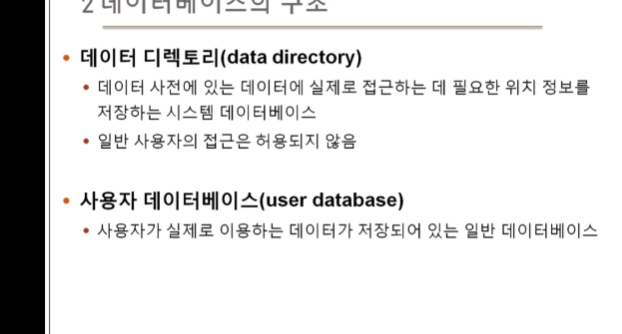 2 데이터베이스의 구조
• 데이터 디렉토리(data directory)
• 데이터 사전에 있는 데이터에 실제로 접근하는 데 필요한 위치 정보를
저장하는 시스템 데이터베이스
• 일반 사용자의 접근은 허용되지 않음
• 사용자 데이터베이스(user database)
• 사용자가 실제로 이용하는 데이터가 저장되어 있는 일반 데이터베이스